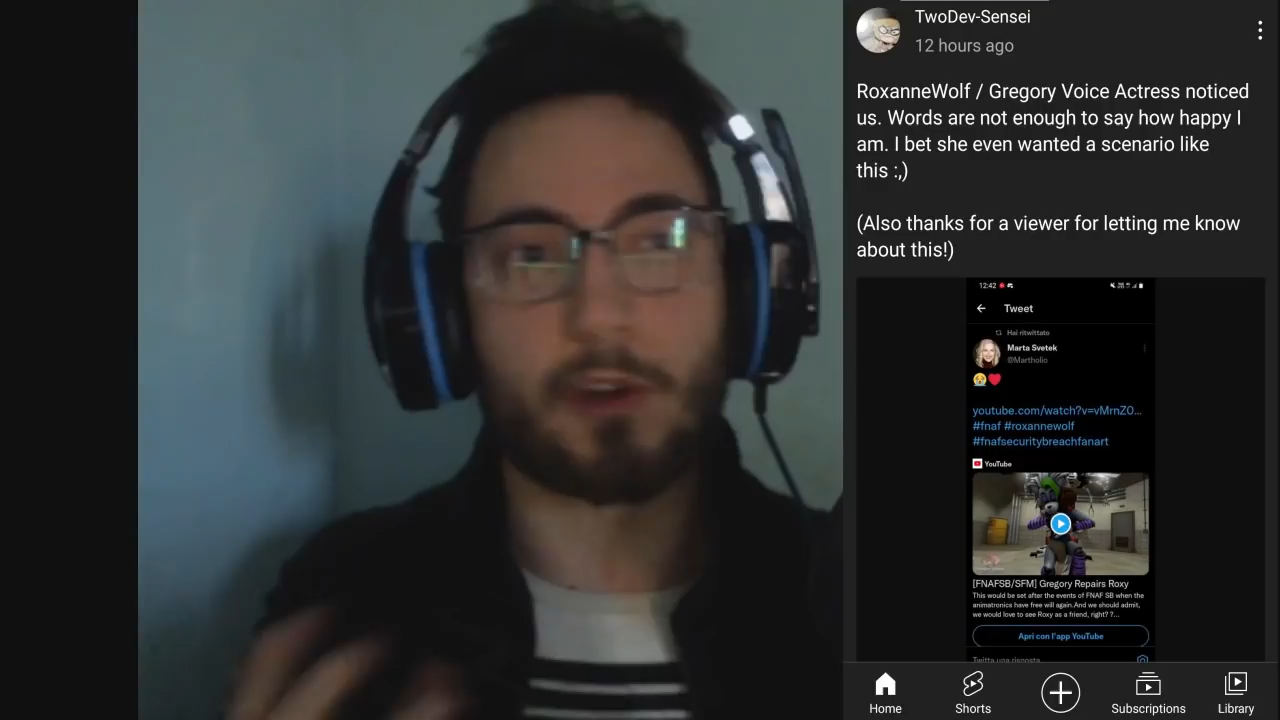 TwoDev-Sensei
12 hours ago
RoxanneWolf / Gregory Voice Actress noticed
us. Words are not enough to say how happy I
am. I bet she even wanted a scenario like
this :,)
(Also thanks for a viewer for letting me know
about this!)
12:42
Tweet
Hai ritwittato
Marta Svetek
@Martholio
😭❤️
youtube.com/watch?v=vMrnZ0...
#fnaf #roxannewolf
#fnafsecuritybreachfanart
YouTube
[FNAFSB/SFM] Gregory Repairs Roxy
This would be set after the events of FNAF SB when the
animatronics have free will again.And we should admit,
we would love to see Roxy as a friend, right? ?...
Apri con l'app YouTube
Twitta una risposta
Home
Shorts
Subscriptions
Library